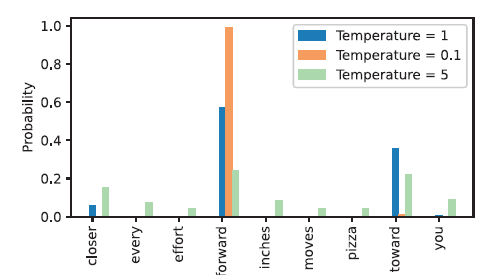 1.0
0.8
0.6
0.4
0.2
0.0
Probability
Temperature = 1
Temperature = 0.1
Temperature = 5
closer
every
effort
forward
inches
moves
pizza
toward
you